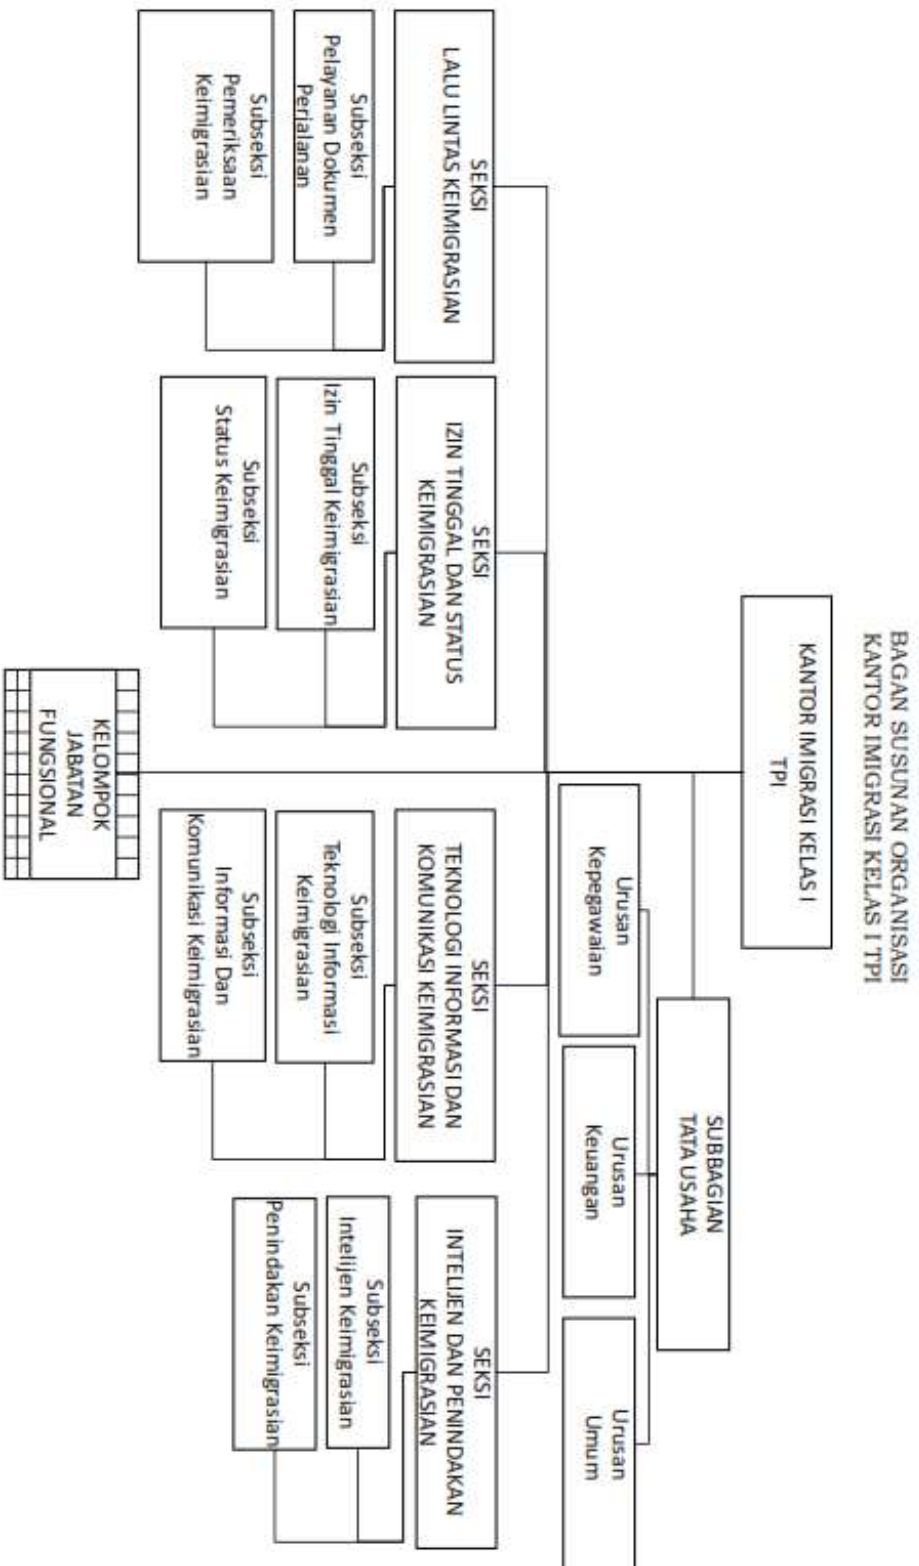 BAGAN SUSUNAN ORGANISASI
KANTOR IMIGRASI KELAS I TPI
KANTOR IMIGRASI KELAS I
TPI
SUBBAGIAN
TATA USAHA
Urusan
Kepegawaian
Urusan
Keuangan
Urusan
Umum
SEKSI
LALU LINTAS KEIMIGRASIAN
Subseksi
Pelayanan Dokumen
Perjalanan
Subseksi
Pemeriksaan
Keimigrasian
SEKSI
IZIN TINGGAL DAN STATUS
KEIMIGRASIAN
Subseksi
Izin Tinggal Keimigrasian
Subseksi
Status Keimigrasian
SEKSI
TEKNOLOGI INFORMASI DAN
KOMUNIKASI KEIMIGRASIAN
Subseksi
Teknologi Informasi
Keimigrasian
Subseksi
Informasi Dan
Komunikasi Keimigrasian
SEKSI
INTELIJEN DAN PENINDAKAN
KEIMIGRASIAN
Subseksi
Intelijen Keimigrasian
Subseksi
Penindakan Keimigrasian
KELOMPOK
JABATAN
FUNGSIONAL